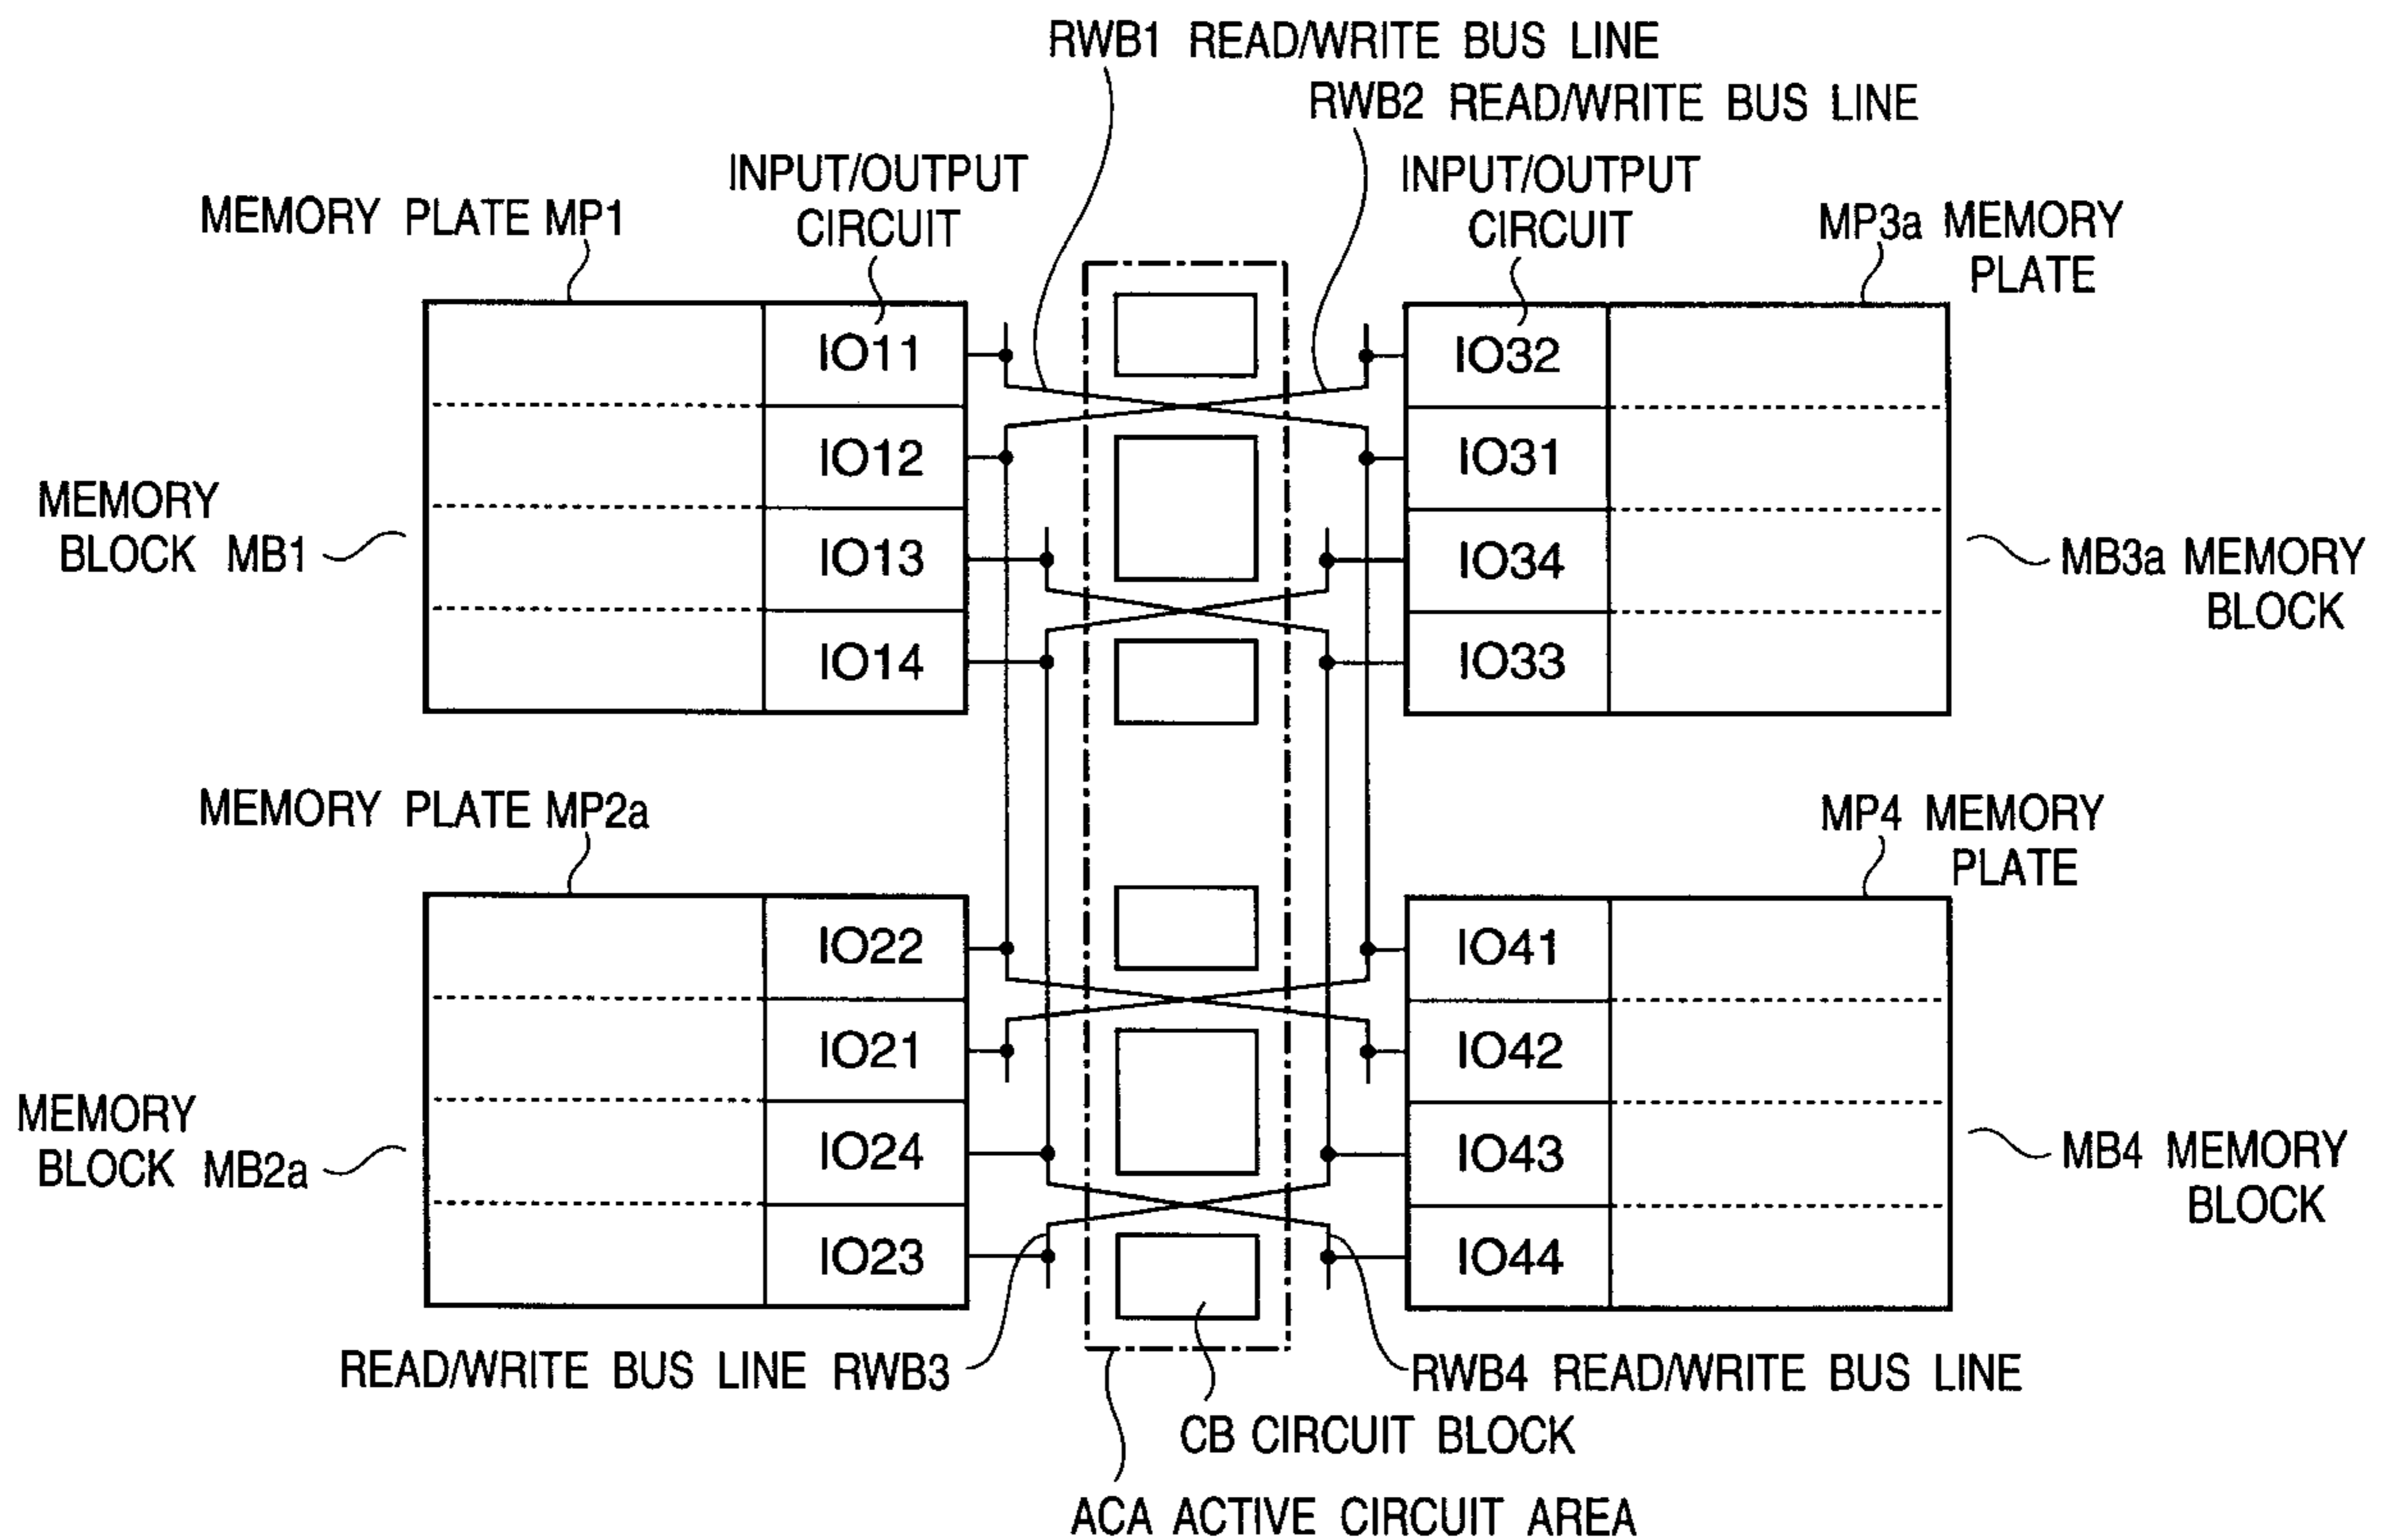 RWB1 READ/WRITE BUS LINE
RWB2 READ/WRITE BUS LINE
INPUT/OUTPUT
CIRCUIT
INPUT/OUTPUT
CIRCUIT
MEMORY PLATE MP1
MP3a MEMORY
PLATE
IO11
IO12
IO13
IO14
IO32
IO31
IO34
IO33
MEMORY
BLOCK MB1
MB3a MEMORY
BLOCK
MEMORY PLATE MP2a
MP4 MEMORY
PLATE
IO22
IO21
IO24
IO23
IO41
IO42
IO43
IO44
MEMORY
BLOCK MB2a
MB4 MEMORY
BLOCK
READ/WRITE BUS LINE RWB3
RWB4 READ/WRITE BUS LINE
CB CIRCUIT BLOCK
ACA ACTIVE CIRCUIT AREA